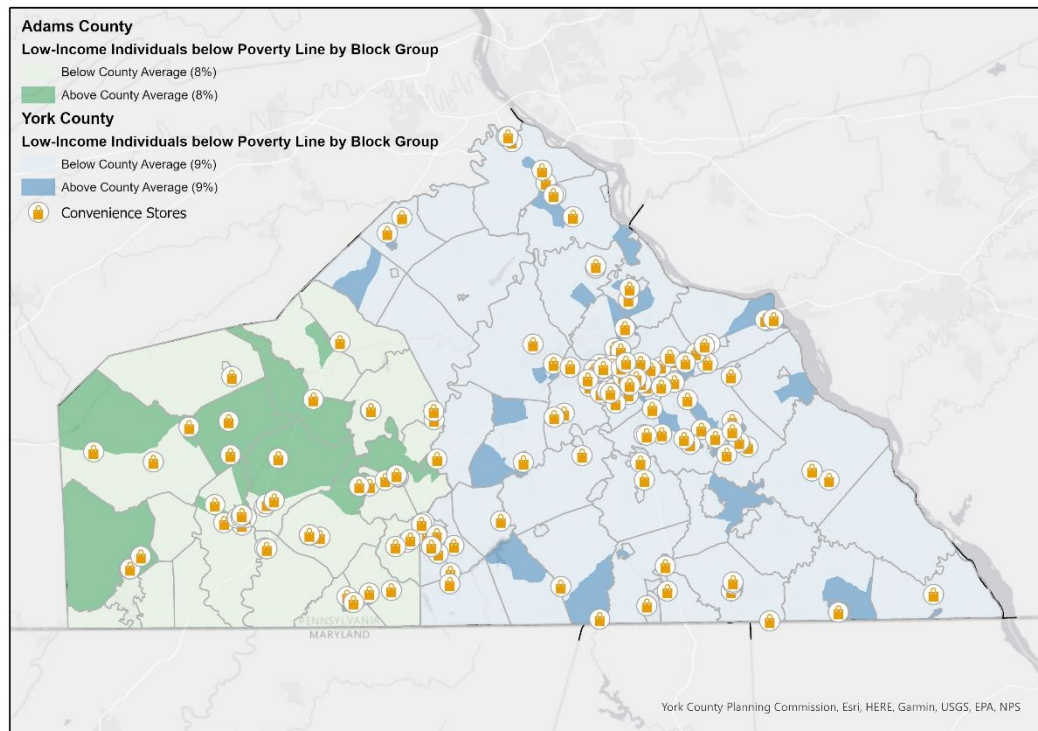 Adams County
Low-Income Individuals below Poverty Line by Block Group
Below County Average (8%)
Above County Average (8%)
York County
Low-Income Individuals below Poverty Line by Block Group
Below County Average (9%)
Above County Average (9%)
Convenience Stores
PENNSYLVANIA
MARYLAND
York County Planning Commission, Esri, HERE, Garmin, USGS, EPA, NPS